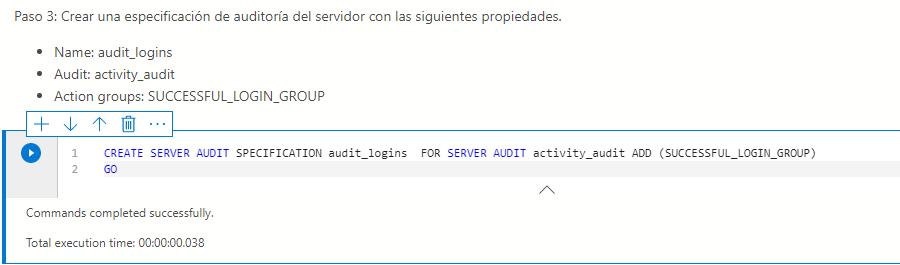 Paso 3: Crear una especificación de auditoría del servidor con las siguientes propiedades.
• Name: audit_logins
• Audit: activity_audit
• Action groups: SUCCESSFUL_LOGIN_GROUP
1 CREATE SERVER AUDIT SPECIFICATION audit_logins  FOR SERVER AUDIT activity_audit ADD (SUCCESSFUL_LOGIN_GROUP)
2 GO
Commands completed successfully.
Total execution time: 00:00:00.038